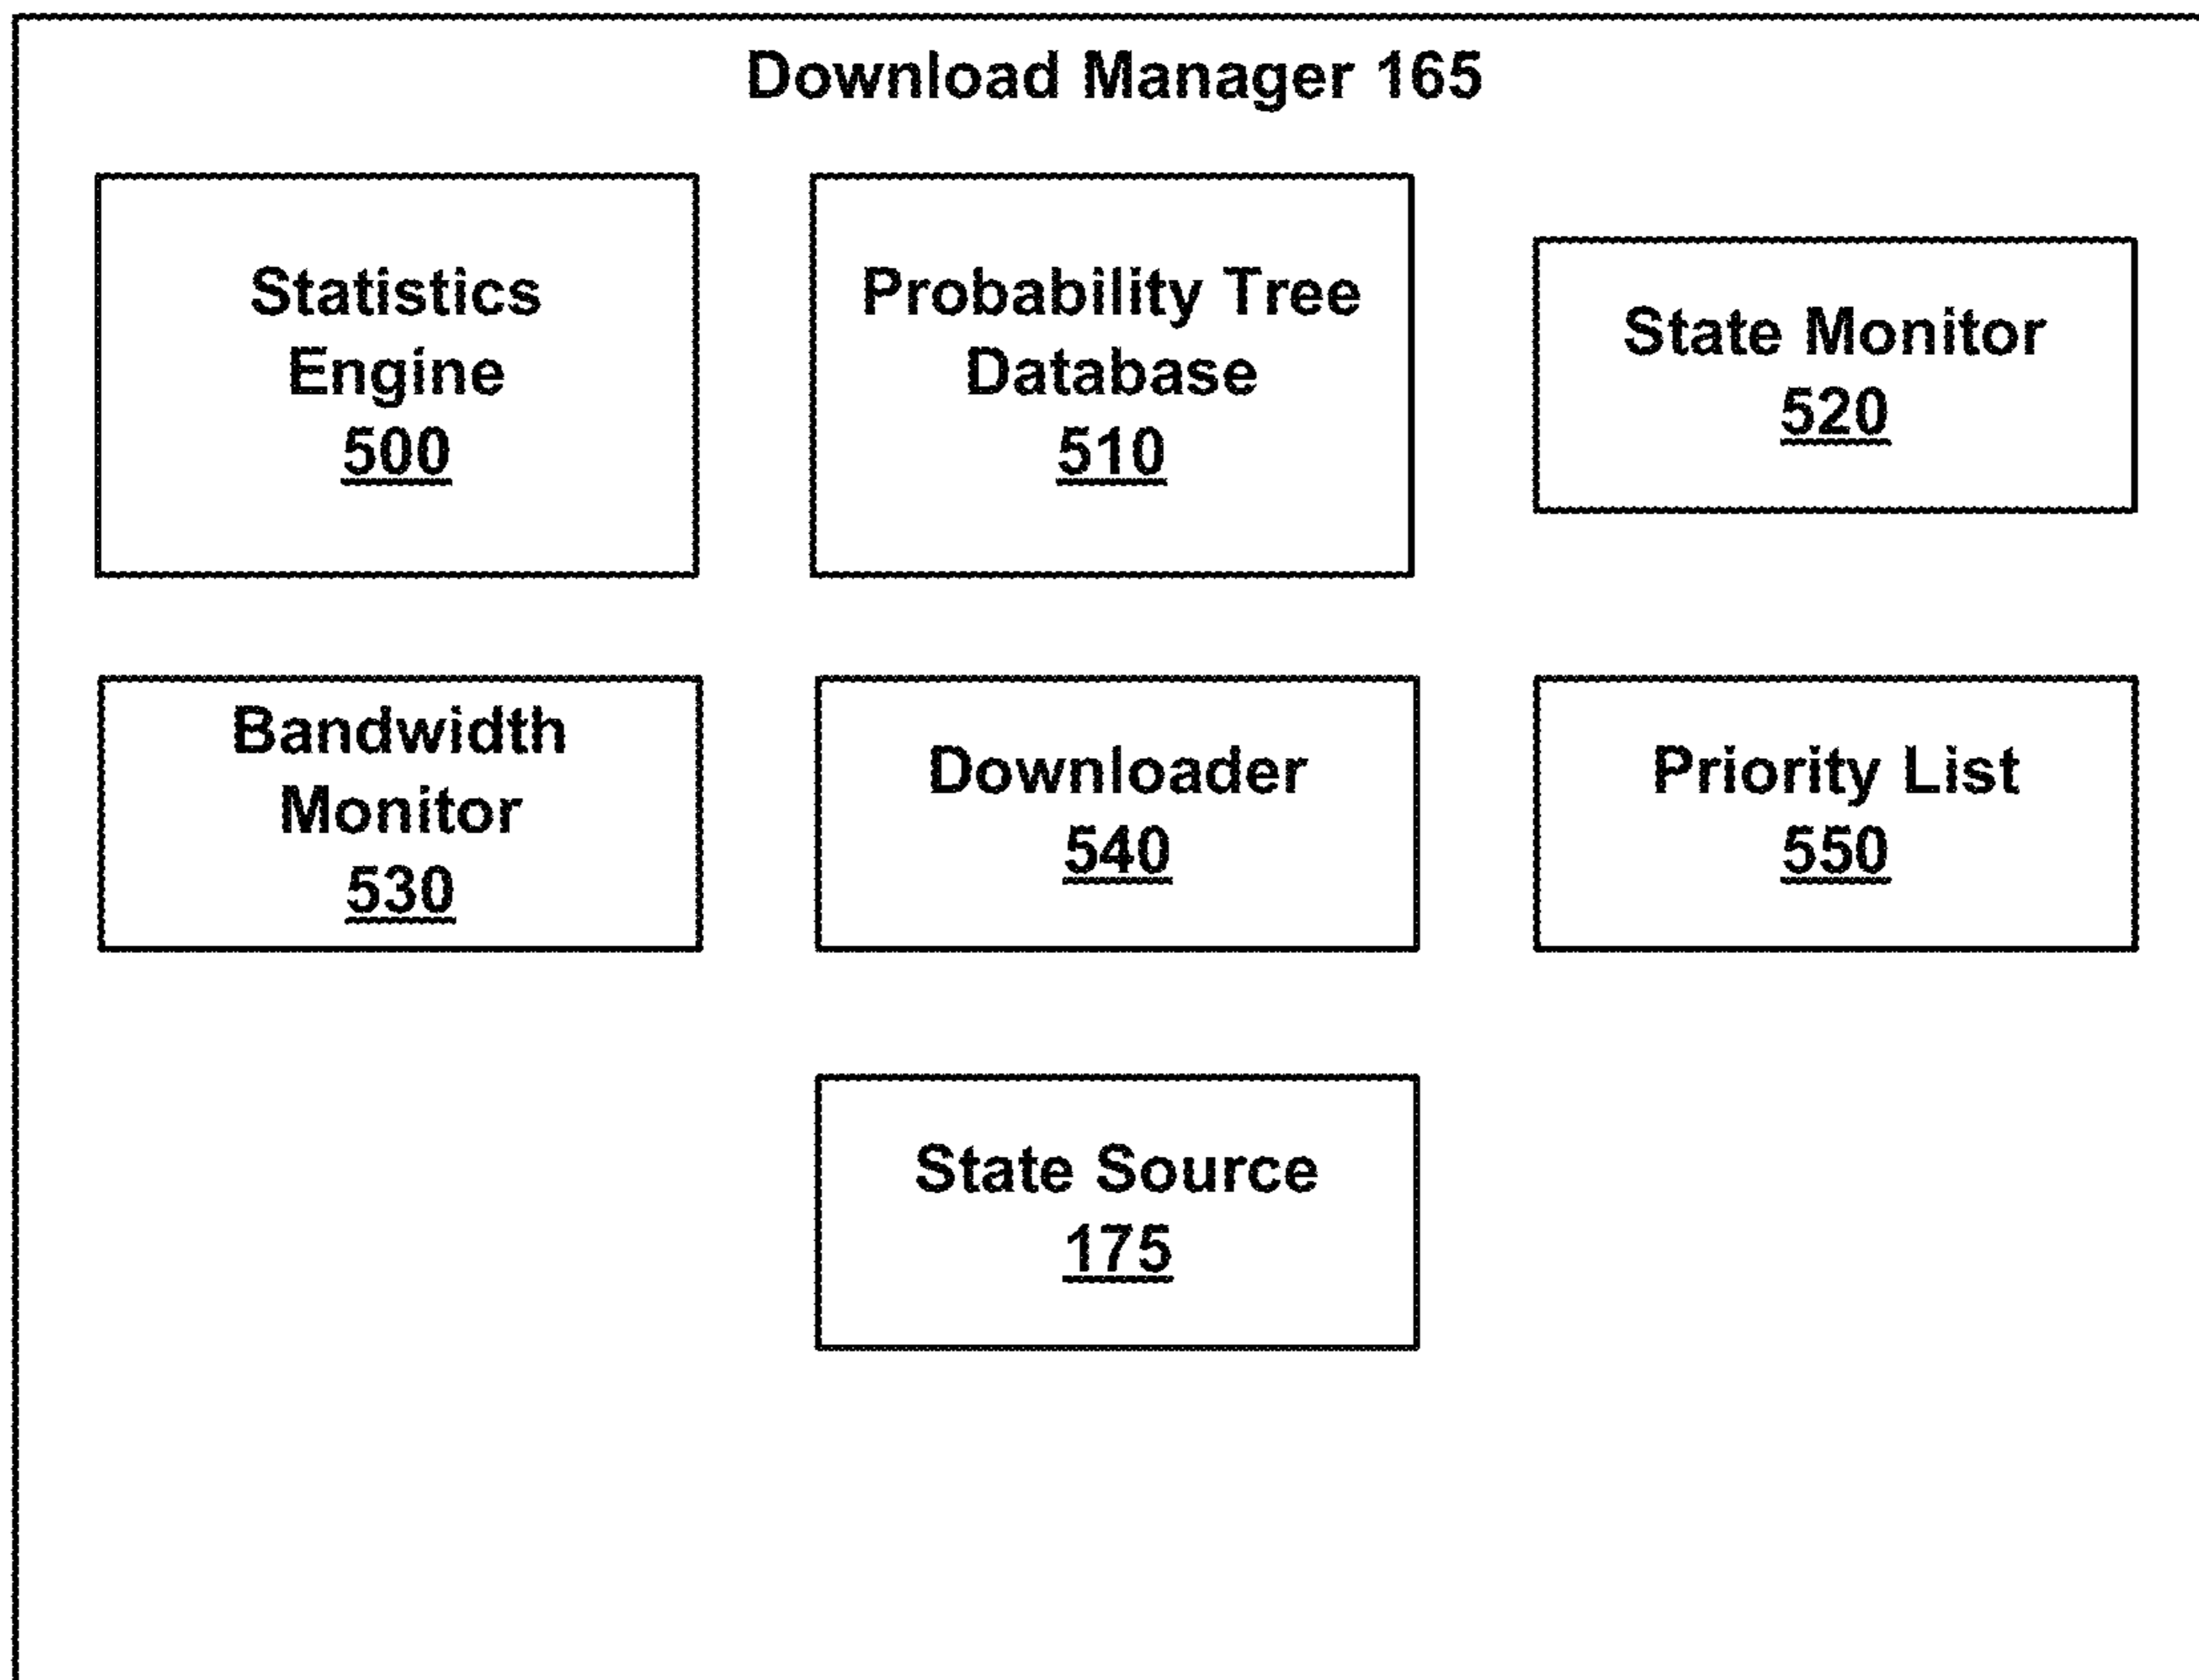 Download Manager 165
Statistics
Engine
500
Probability Tree
Database
510
State Monitor
520
Bandwidth
Monitor
530
Downloader
540
Priority List
550
State Source
175